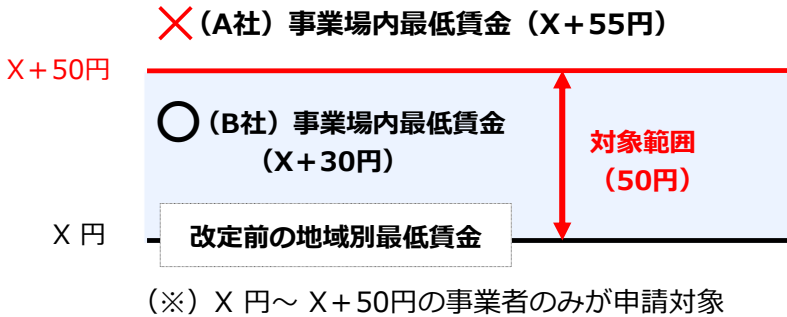 (A社)事業場内最低賃金(X+55円)
X+50円
(B社)事業場内最低賃金
(X+30円)
対象範囲
(50円)
X 円
改定前の地域別最低賃金
(※)X 円~ X+50円の事業者のみが申請対象